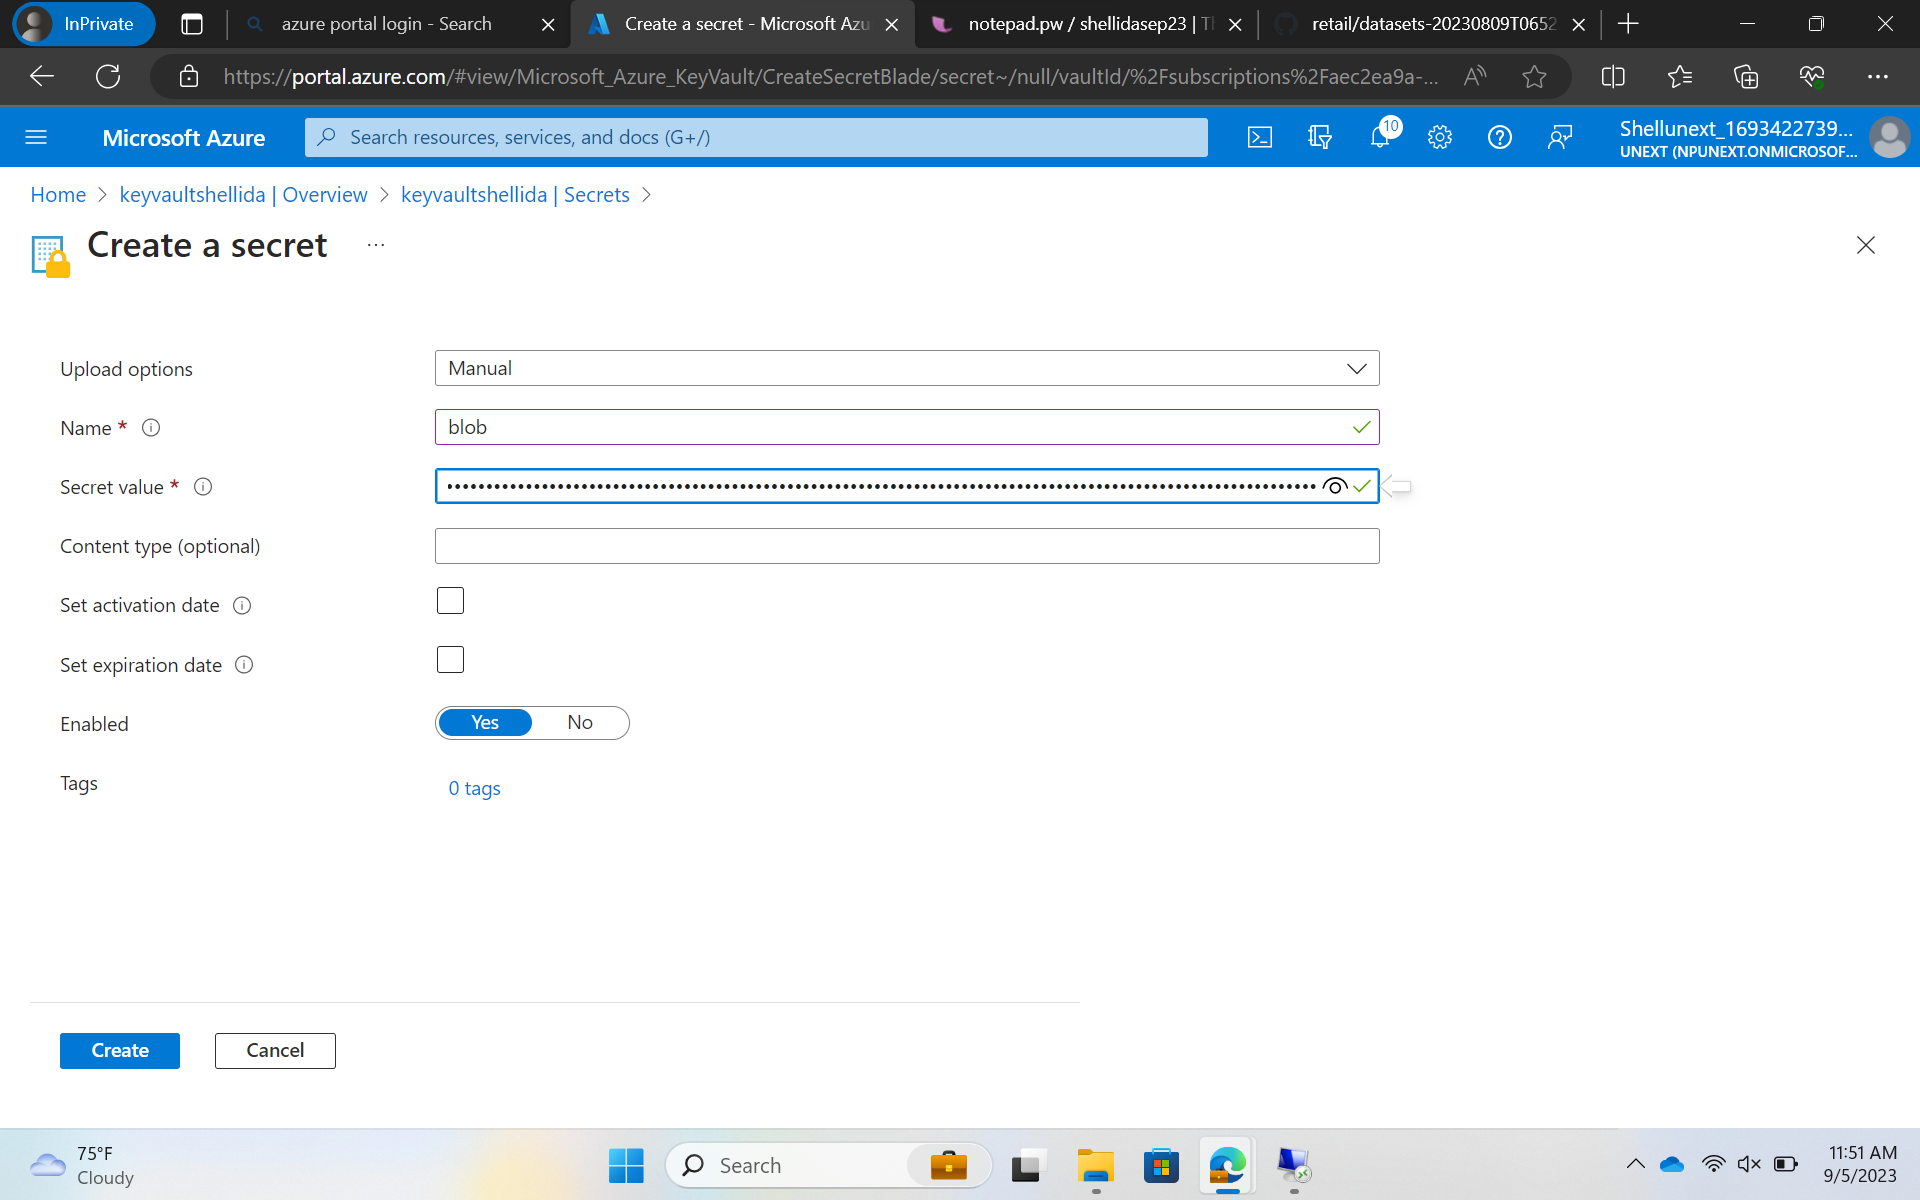 InPrivate
azure portal login - Search
Create a secret - Microsoft Azu
notepad.pw / shellidasep23 | Th
retail/datasets-20230809T0652
https://portal.azure.com/#view/Microsoft_Azure_KeyVault/CreateSecretBlade/secret~/null/vaultId/%2Fsubscriptions%2Faec2ea9a-...
Microsoft Azure
Search resources, services, and docs (G+/)
10
Shellunext_1693422739...
UNEXT (NPUNEXT.ONMICROSOF...
Home > keyvaultshellida | Overview > keyvaultshellida | Secrets >
Create a secret ...
Upload options
Manual
Name *
blob
Secret value *
Content type (optional)
Set activation date
Set expiration date
Enabled
Yes No
Tags
0 tags
Create
Cancel
75°F
Cloudy
Search
11:51 AM
9/5/2023